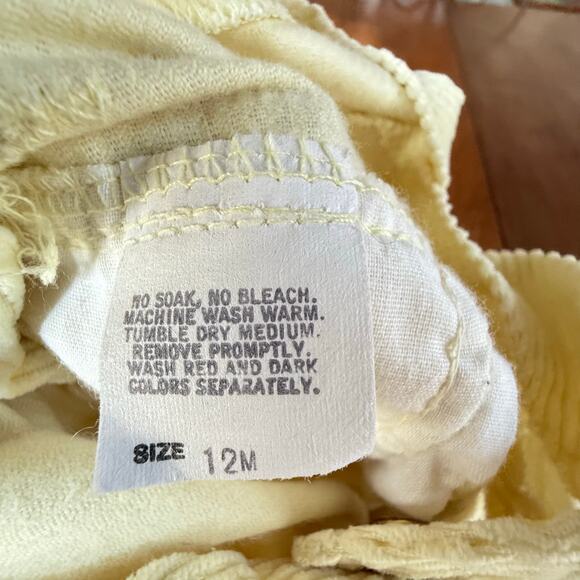 NO SOAK, NO BLEACH.
MACHINE WASH WARM.
TUMBLE DRY MEDIUM.
REMOVE PROMPTLY.
WASH RED AND DARK
COLORS SEPARATELY.
SIZE 12M